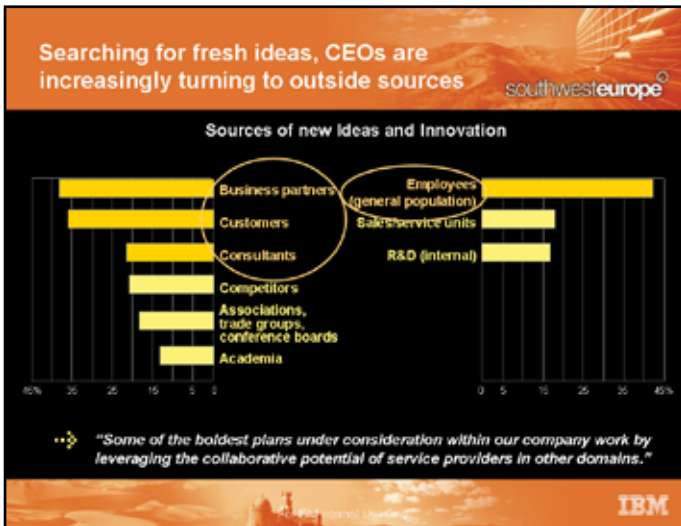 Searching for fresh ideas, CEOs are
increasingly turning to outside sources
southwesteurope
Sources of new Ideas and Innovation
Business partners
Customers
Consultants
Competitors
Associations,
trade groups,
conference boards
Academia
45% 35 25 15 5 0
Employees
(general population)
Sales/service units
R&D (internal)
0 5 15 25 35 45%
"Some of the boldest plans under consideration within our company work by
leveraging the collaborative potential of service providers in other domains."
IBM